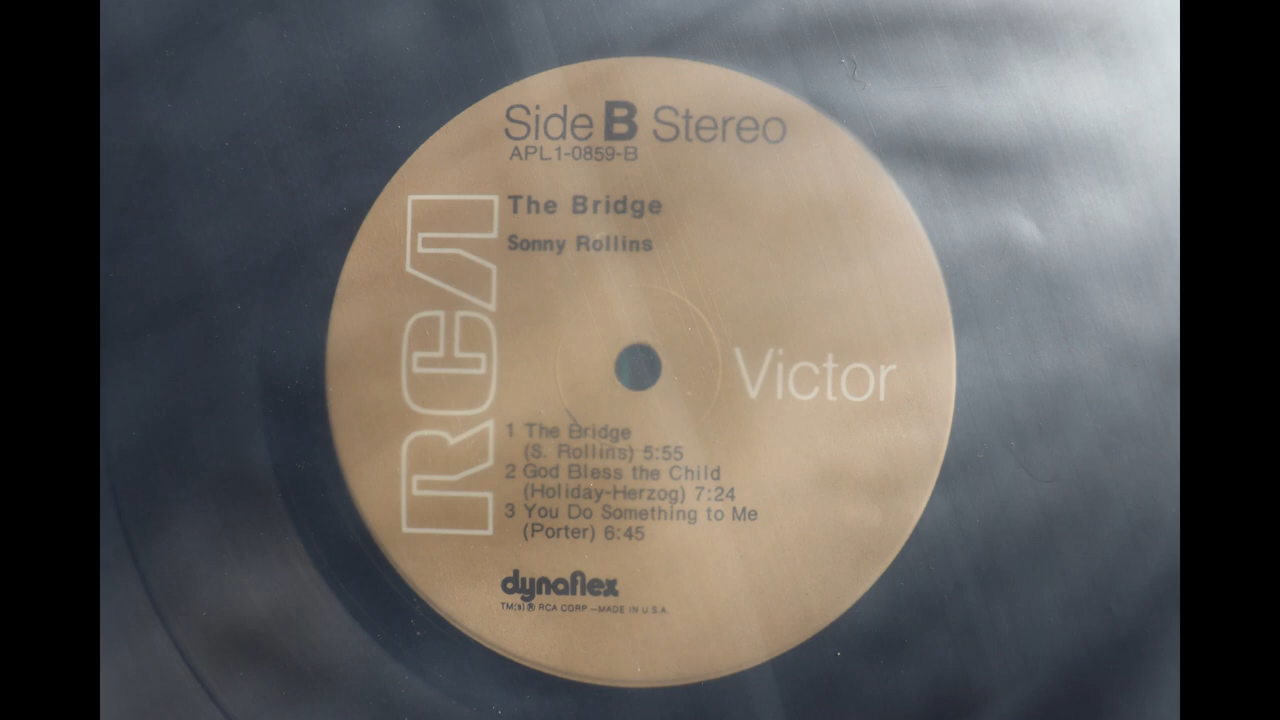 Side B Stereo
APL1-0859-B
The Bridge
Sonny Rollins
RCA
Victor
1 The Bridge
(S. Rollins) 5:55
2 God Bless the Child
(Holiday-Herzog) 7:24
3 You Do Something to Me
(Porter) 6:45
dynaflex
TM(s) ® RCA CORP.—MADE IN U.S.A.